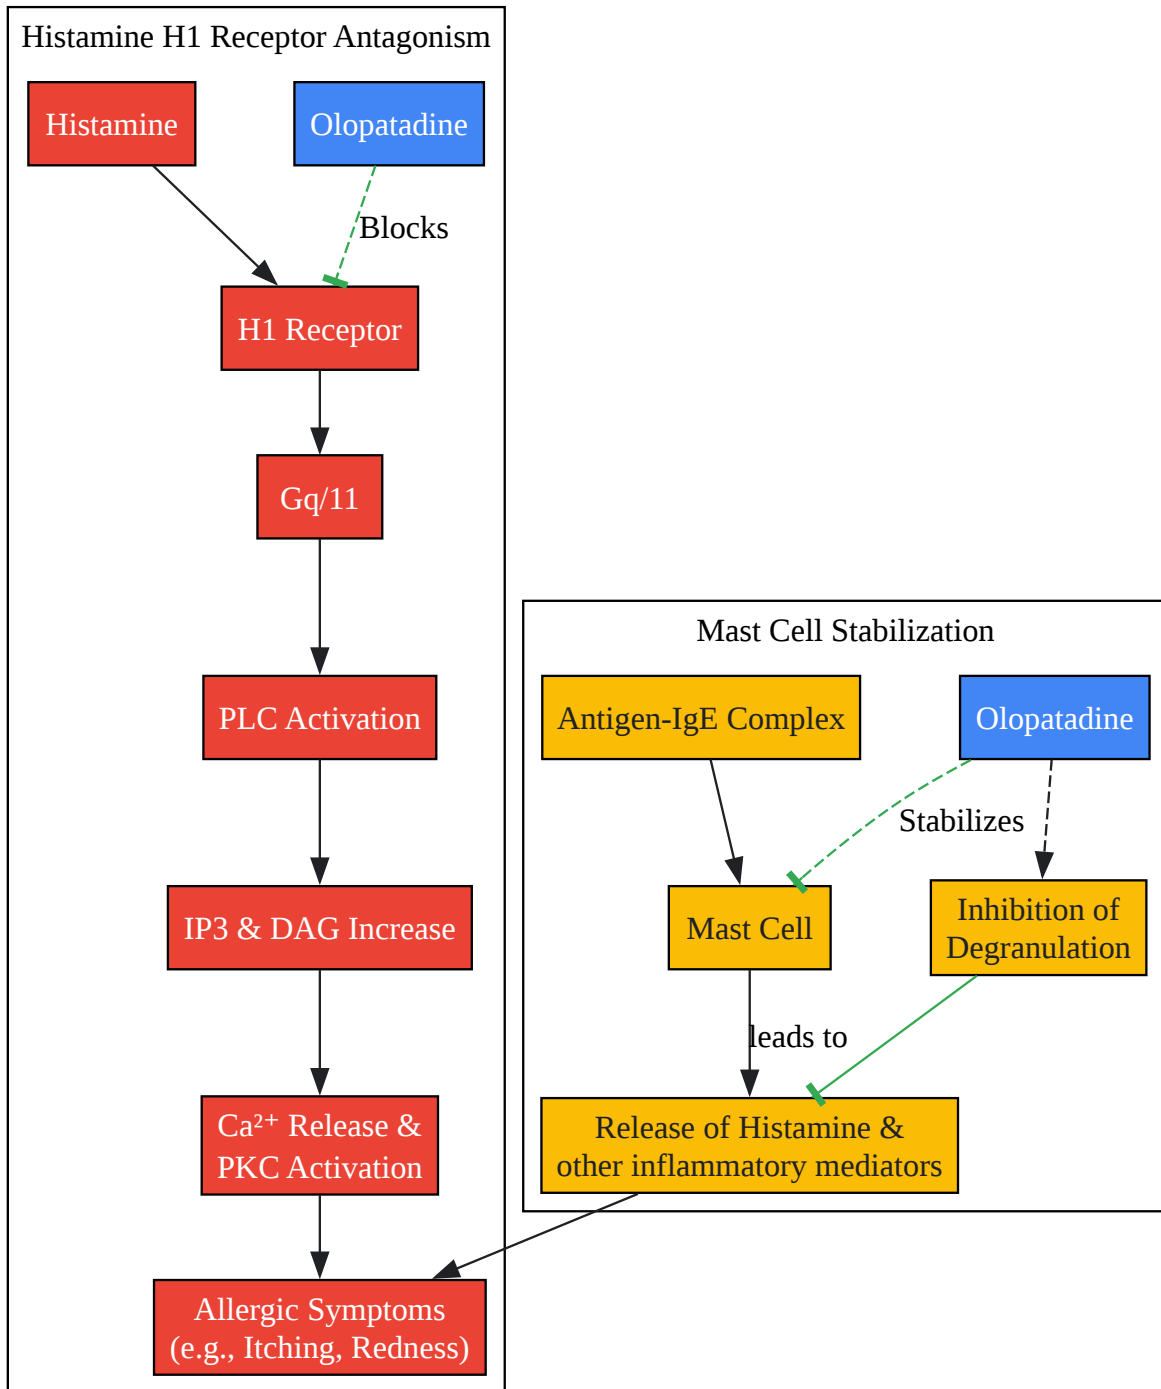 Histamine H1 Receptor Antagonism
Histamine
Olopatadine
Blocks
H1 Receptor
Gq/11
PLC Activation
IP3 & DAG Increase
Ca²⁺ Release &
PKC Activation
Allergic Symptoms
(e.g., Itching, Redness)
Mast Cell Stabilization
Antigen-IgE Complex
Olopatadine
Stabilizes
Mast Cell
Inhibition of
Degranulation
leads to
Release of Histamine &
other inflammatory mediators